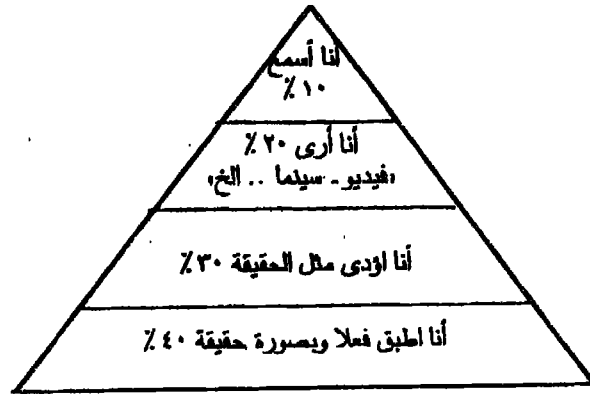 أنا أسمع
١٠ ٪
أنا أرى ٢٠ ٪
«فيديو - سينما .. الخ»
أنا اؤدى مثل الحقيقة ٣٠ ٪
أنا اطبق فعلا وبصورة حقيقة ٤٠ ٪